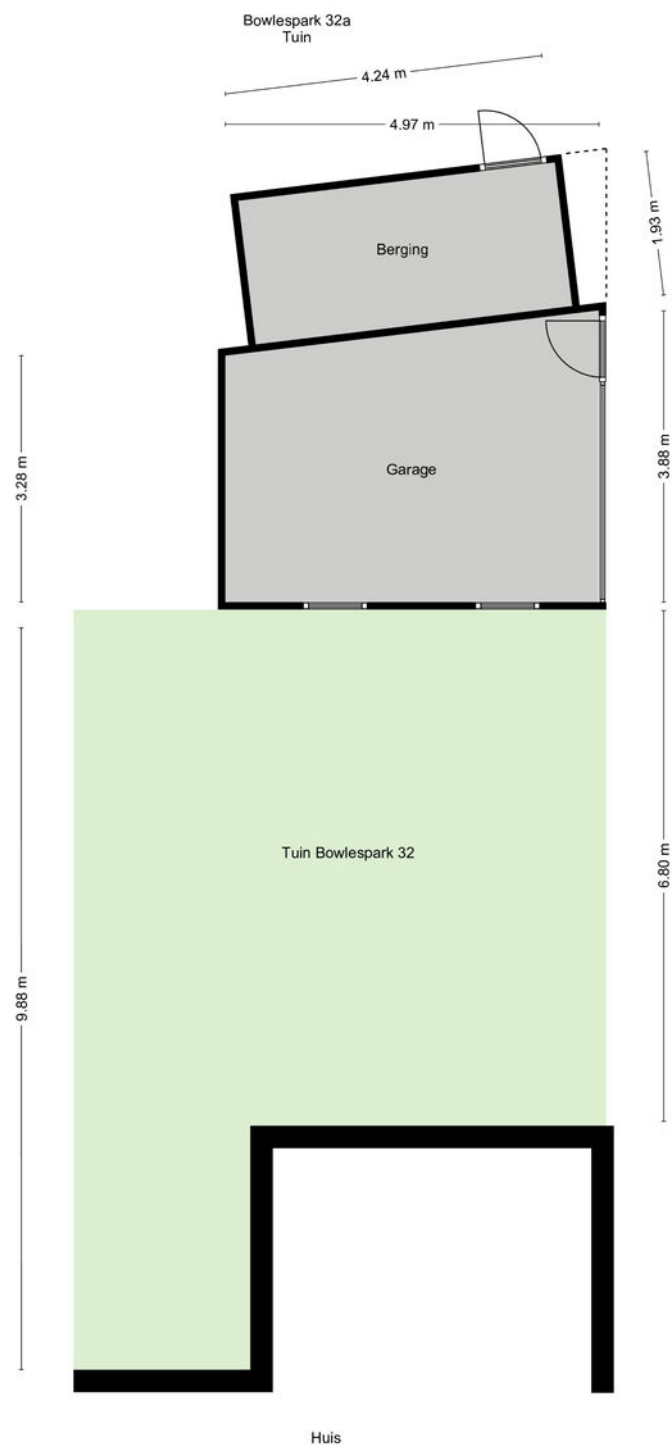 Bowlespark 32a
Tuin
4.24 m
4.97 m
1.93 m
Berging
3.28 m
Garage
3.88 m
Tuin Bowlespark 32
6.80 m
9.88 m
Huis